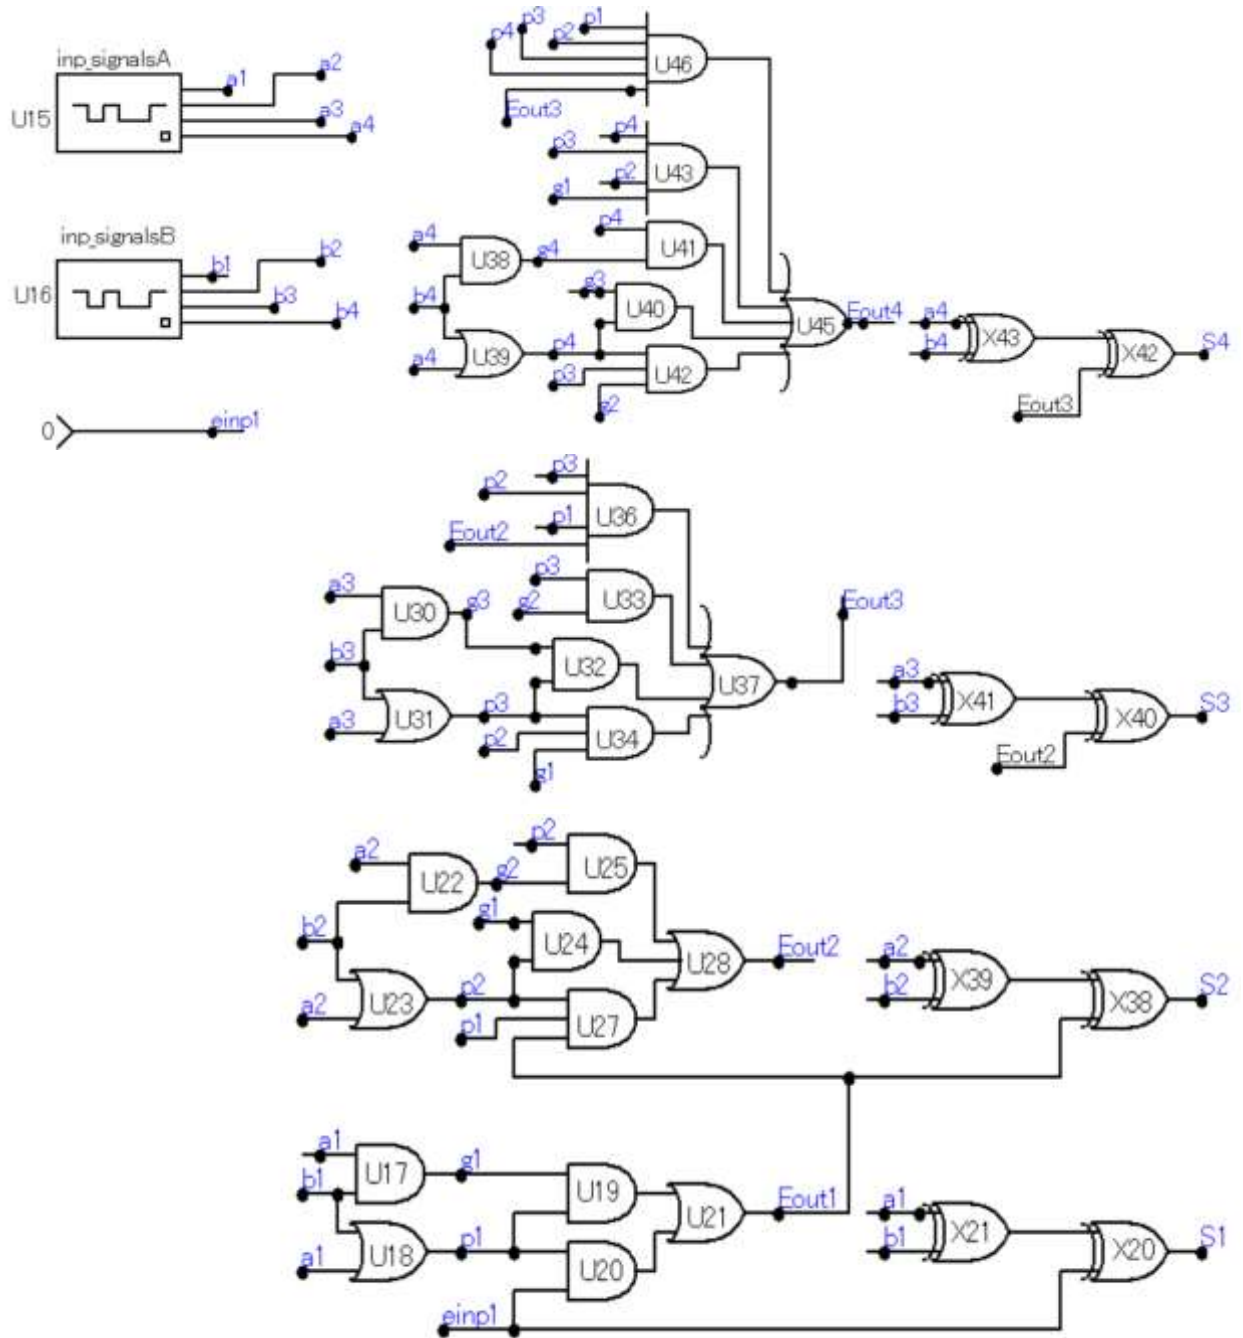 inp_signalsA
U15
a1
a2
a3
a4
inp_signalsB
U16
b1
b2
b3
b4
0
einp1
p1
p3
p4
p2
U46
Eout3
p4
p3
U43
p2
g1
p4
U41
a4
U38
g4
g3
U40
b4
U45
Eout4
U39
p4
a4
p3
U42
g2
a4
X43
b4
X42
S4
Eout3
p3
p2
U36
p1
Eout2
p3
U33
g2
a3
U30
g3
Eout3
b3
U32
U37
U31
p3
a3
p2
U34
g1
a3
X41
b3
X40
S3
Eout2
p2
U25
a2
U22
g2
g1
U24
b2
U28
Eout2
U23
p2
a2
p1
U27
a2
X39
b2
X38
S2
a1
U17
g1
b1
U19
U21
Eout1
U18
p1
a1
U20
einp1
a1
X21
b1
X20
S1